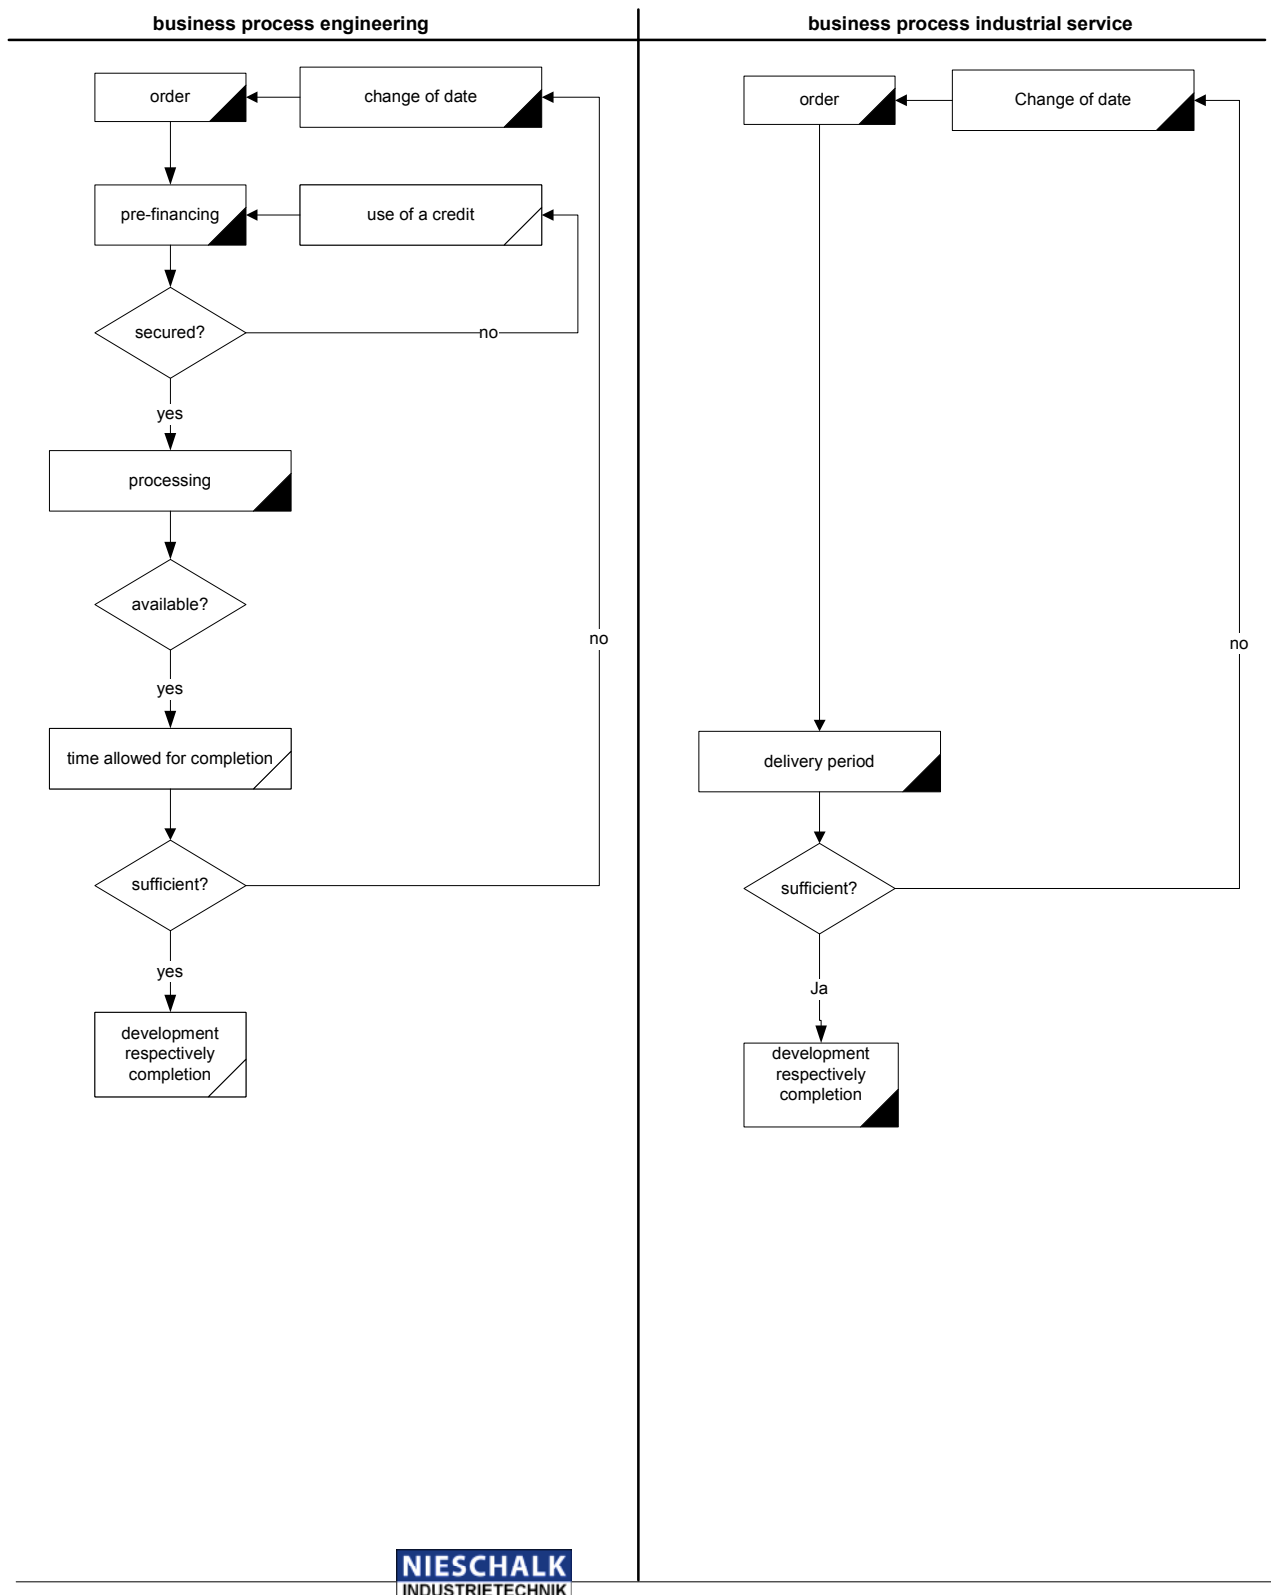 business process engineering
business process industrial service
order
change of date
pre-financing
use of a credit
secured?
no
yes
processing
available?
no
yes
time allowed for completion
sufficient?
yes
development
respectively
completion
order
Change of date
no
delivery period
sufficient?
Ja
development
respectively
completion
NIESCHALK
INDUSTRIETECHNIK